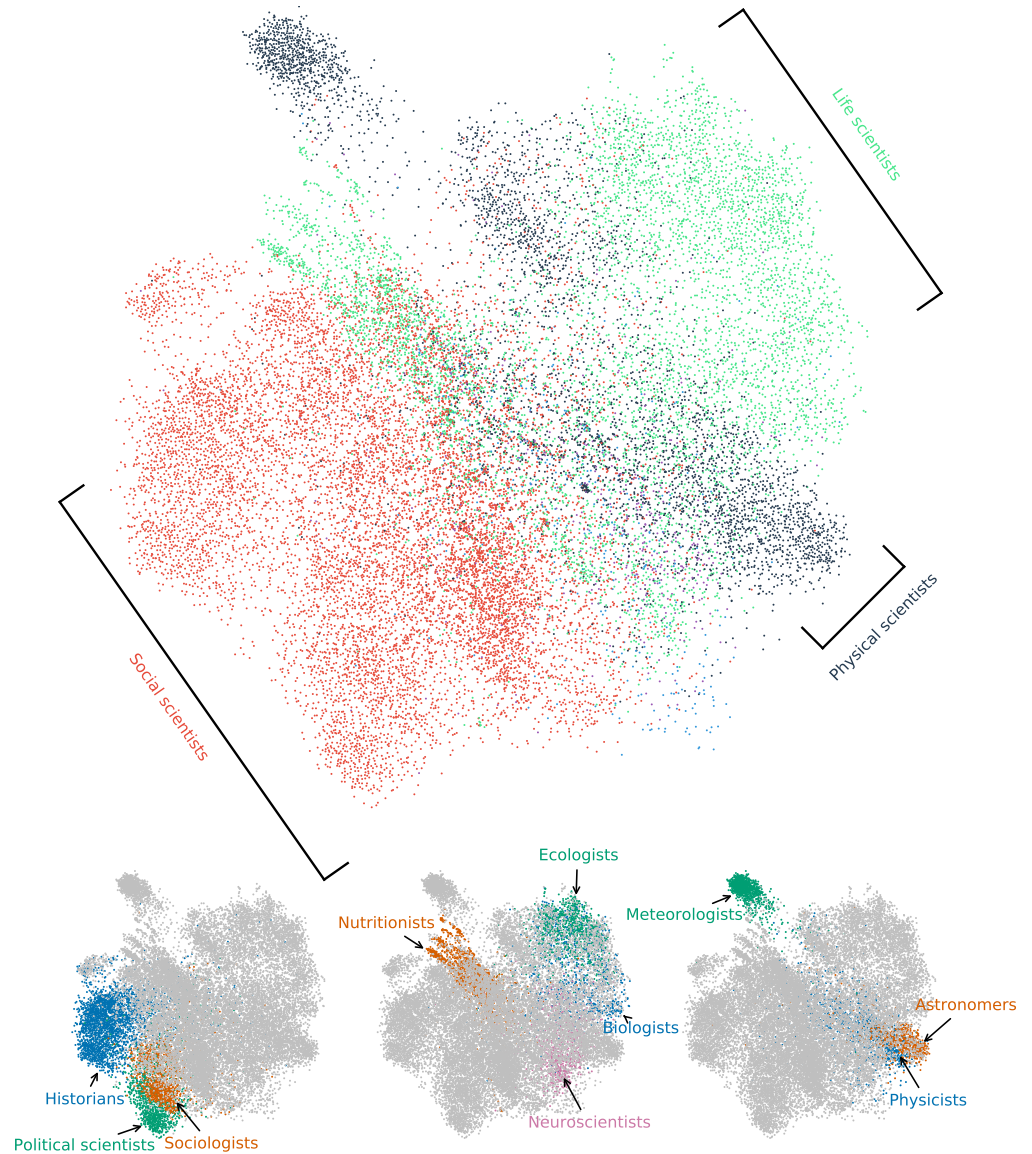 Life scientists
Physical scientists
Social scientists
Ecologists
Nutritionists
Meteorologists
Astronomers
Biologists
Historians
Physicists
Neuroscientists
Political scientists
Sociologists